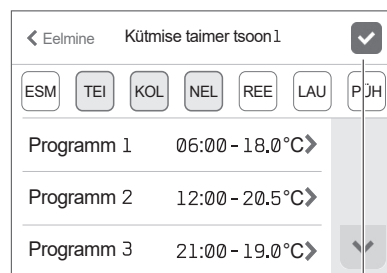 Eelmine Kütmise taimer tsoon1
ESM TEI KOL NEL REE LAU PÜH
Programm 1 06:00 - 18.0°C
Programm 2 12:00 - 20.5°C
Programm 3 21:00 - 19.0°C